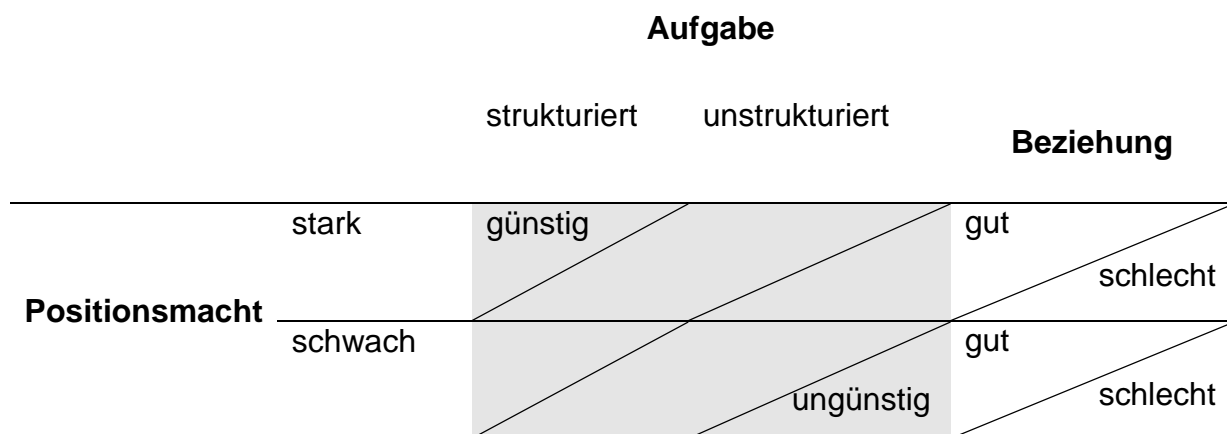 Aufgabe
strukturiert unstrukturiert
Beziehung
stark günstig gut
schlecht
Positionsmacht
schwach gut
ungünstig schlecht